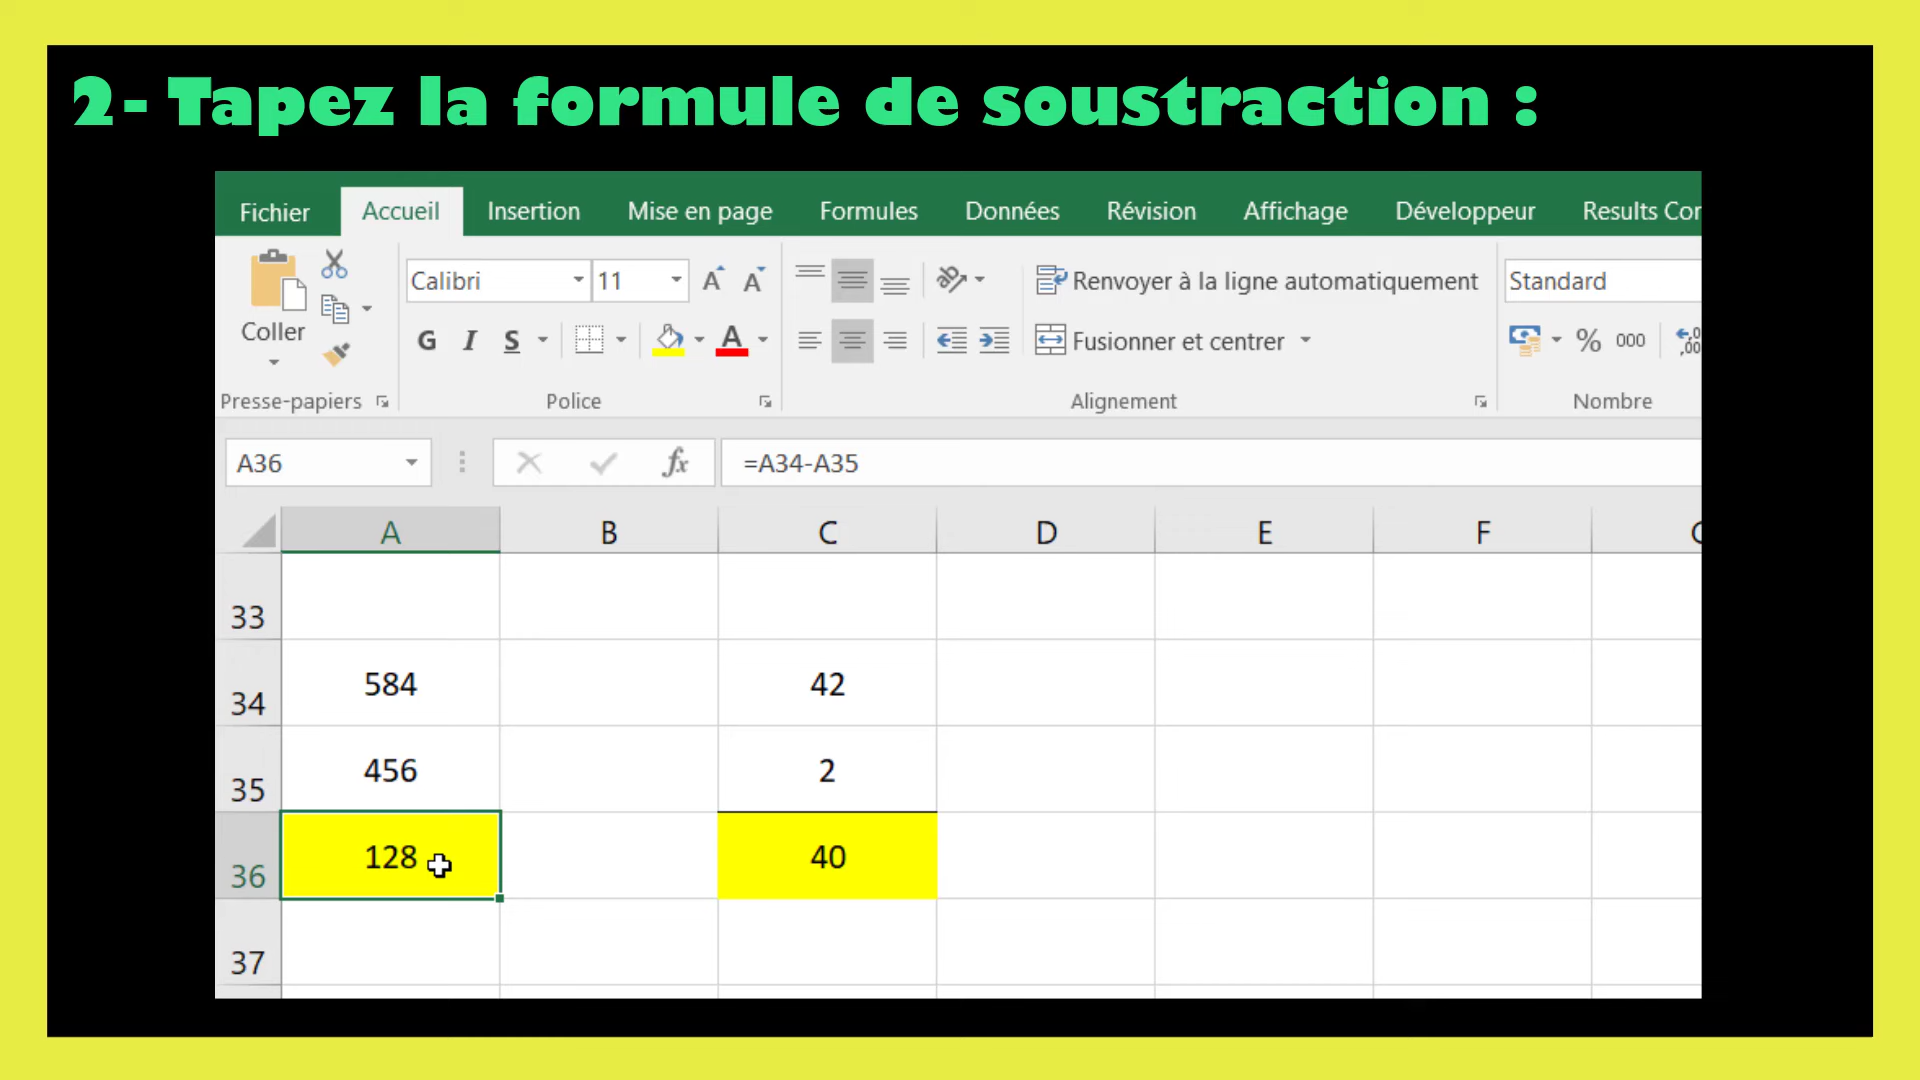 2- Tapez la formule de soustraction :
Fichier Accueil Insertion Mise en page Formules Données Révision Affichage Développeur Results Cor
Calibri 11 Renvoyer à la ligne automatiquement Standard
Coller G I S A Fusionner et centrer % 000
Presse-papiers Police Alignement Nombre
A36 fx =A34-A35
A B C D E F
33
34 584 42
35 456 2
36 128 40
37